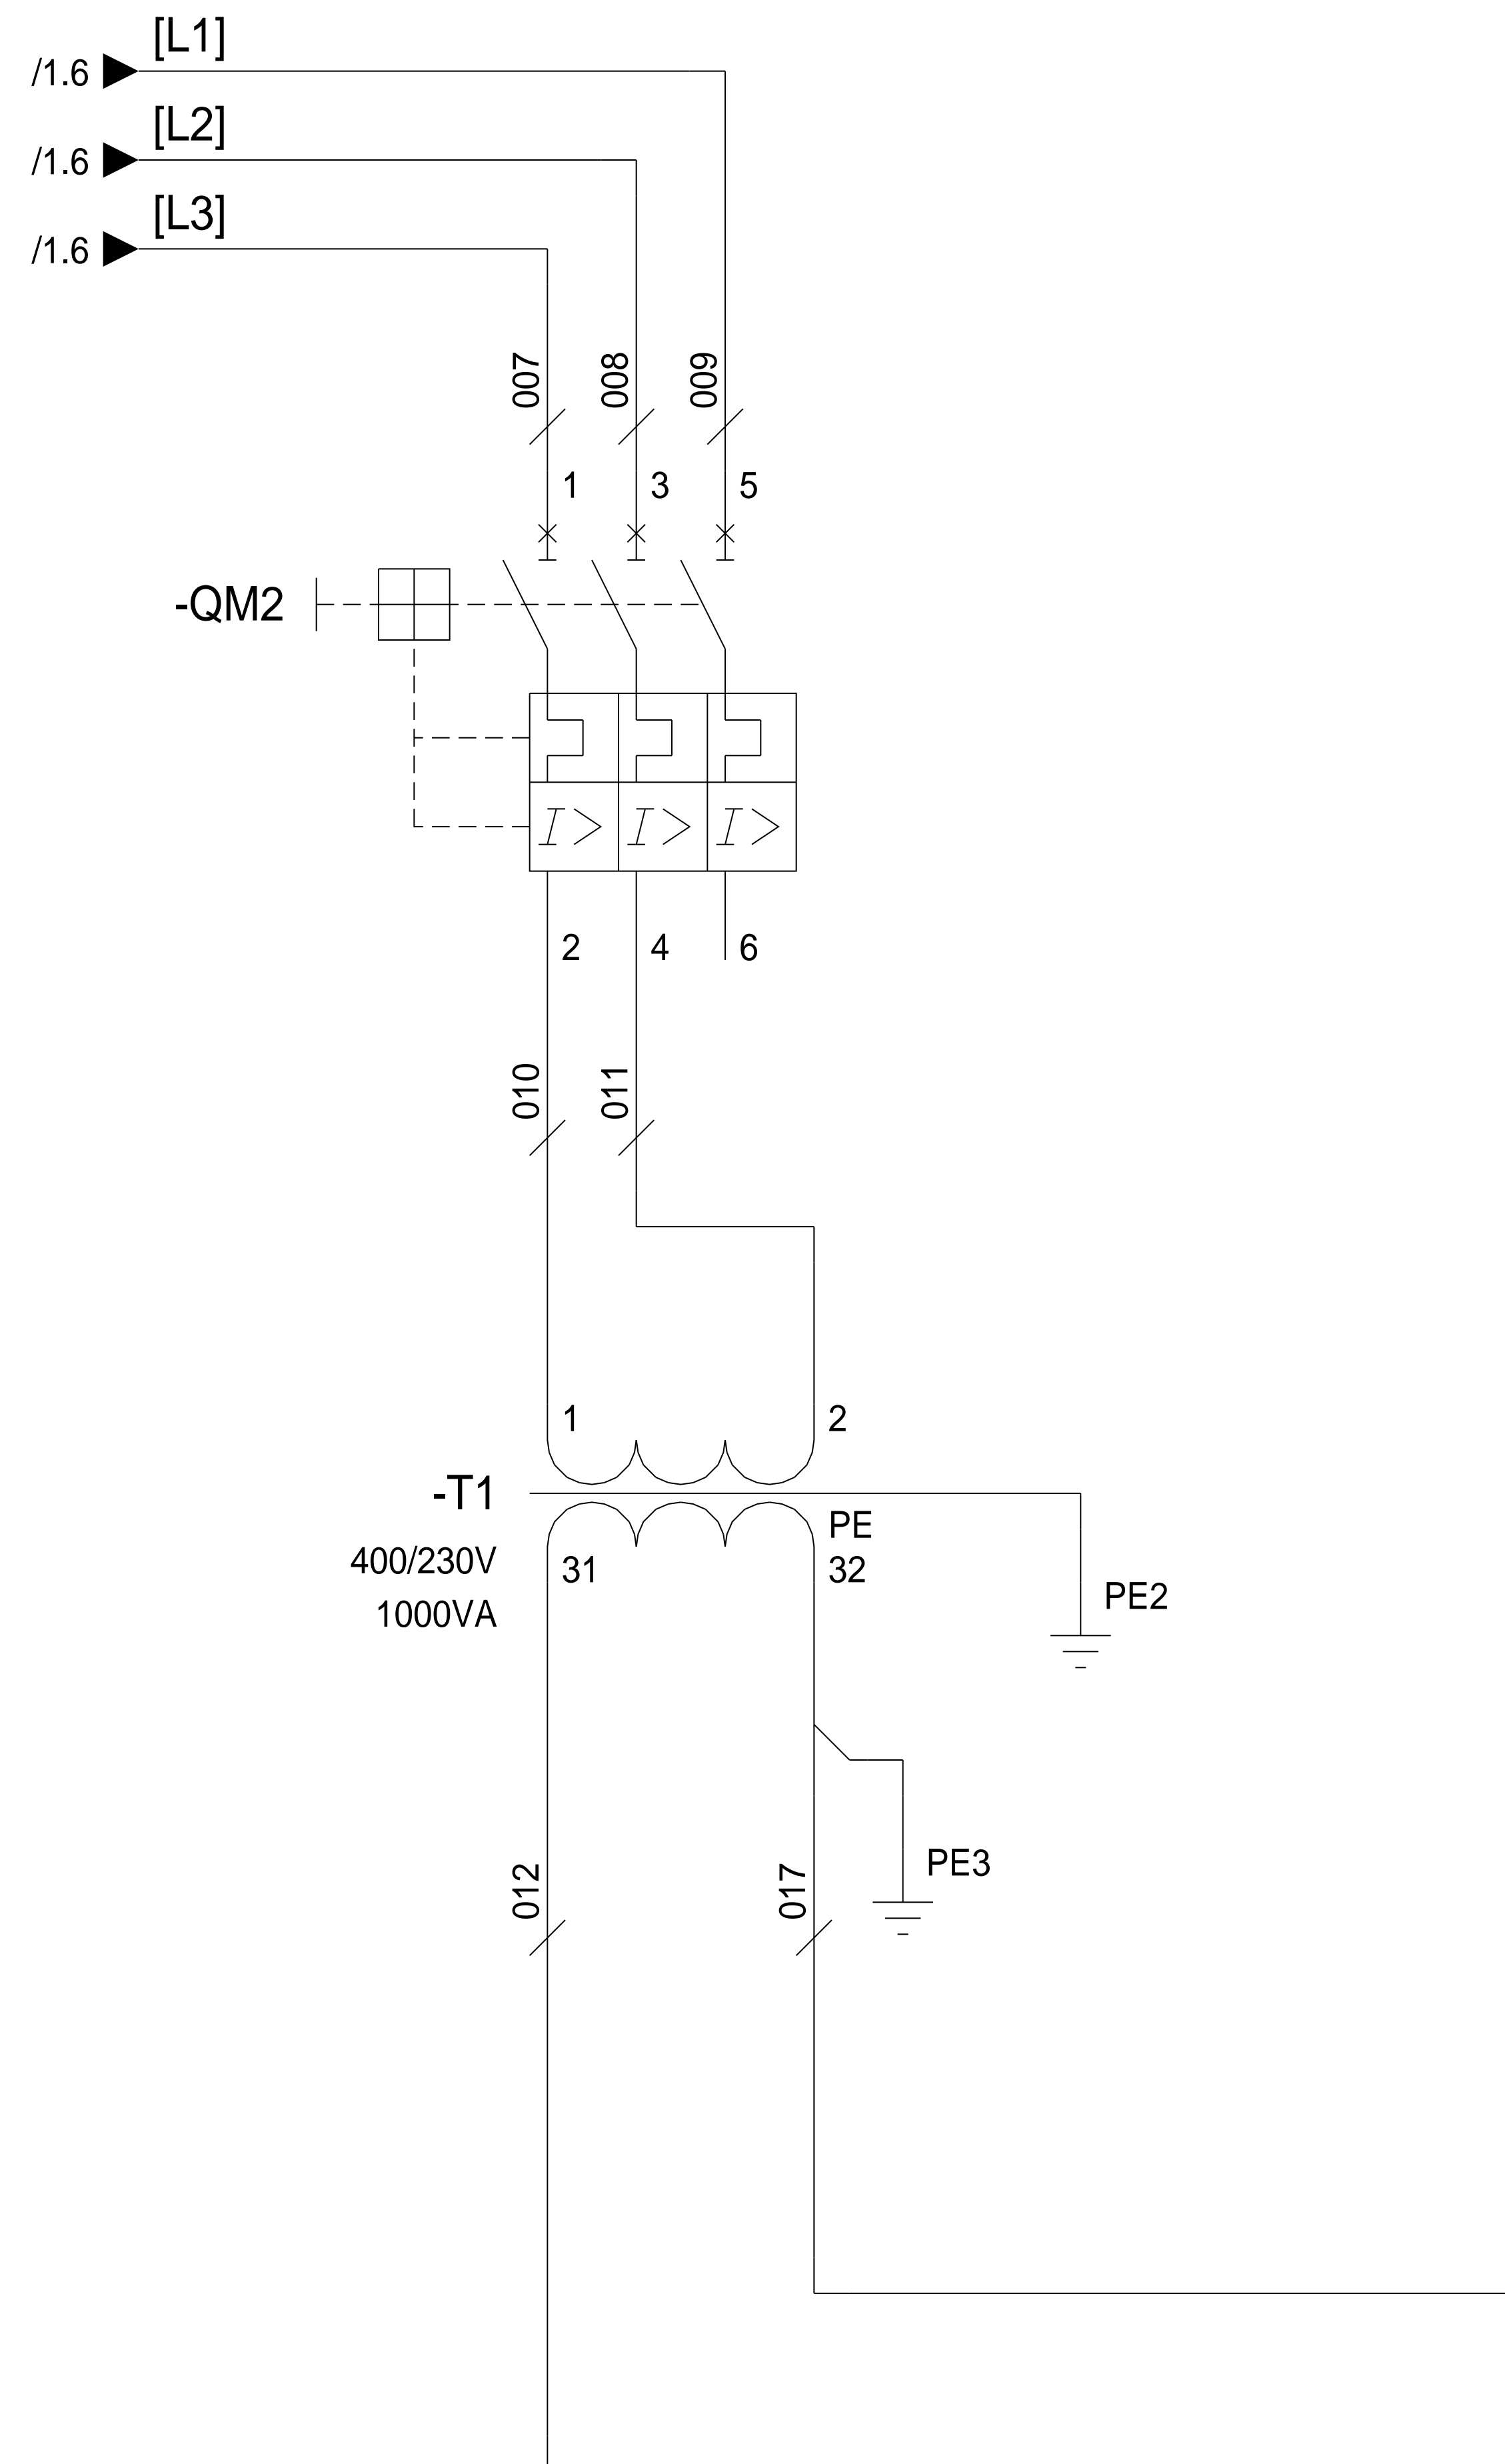 [L1]
/1.6
[L2]
/1.6
[L3]
/1.6
007 008 009
1 3 5
-QM2
I> I> I>
2 4 6
010 011
1 2
-T1
PE
400/230V 31 32
PE2
1000VA
PE3
012 017